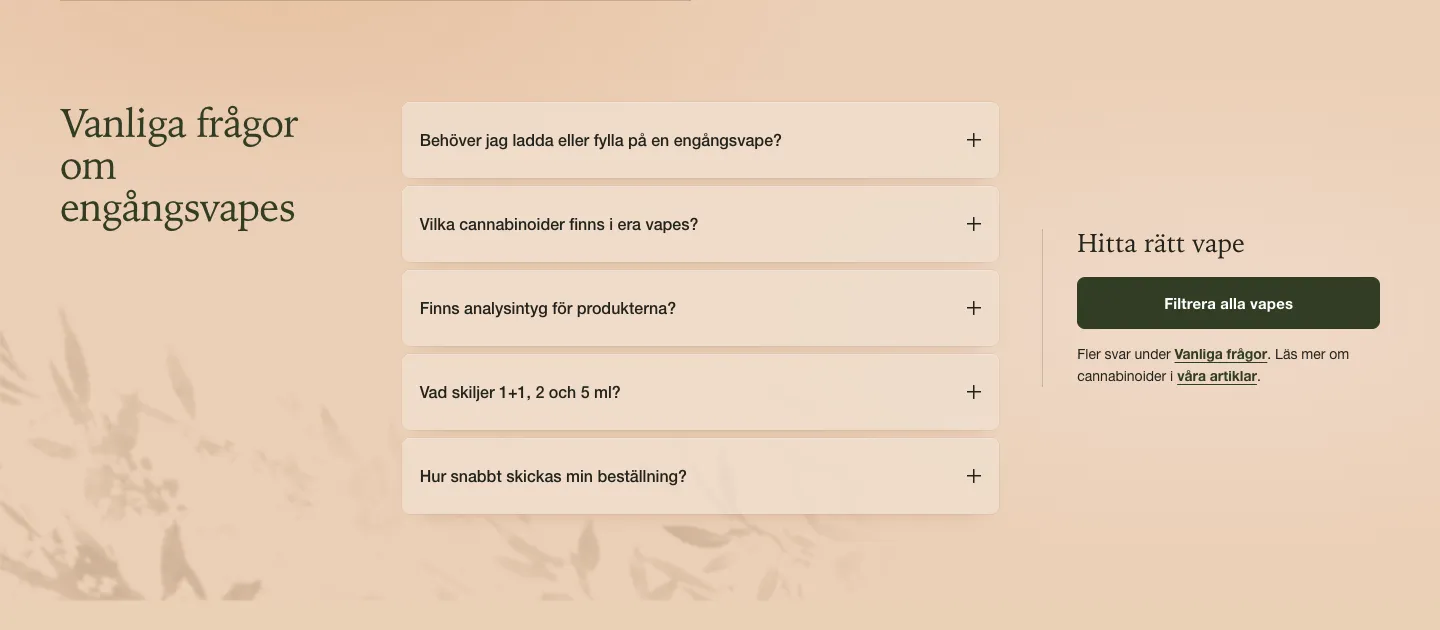 Vanliga frågor
om
engångsvapes
Behöver jag ladda eller fylla på en engångsvape?
Vilka cannabinoider finns i era vapes?
Finns analysintyg för produkterna?
Vad skiljer 1+1, 2 och 5 ml?
Hur snabbt skickas min beställning?
Hitta rätt vape
Filtrera alla vapes
Fler svar under Vanliga frågor. Läs mer om
cannabinoider i våra artiklar.